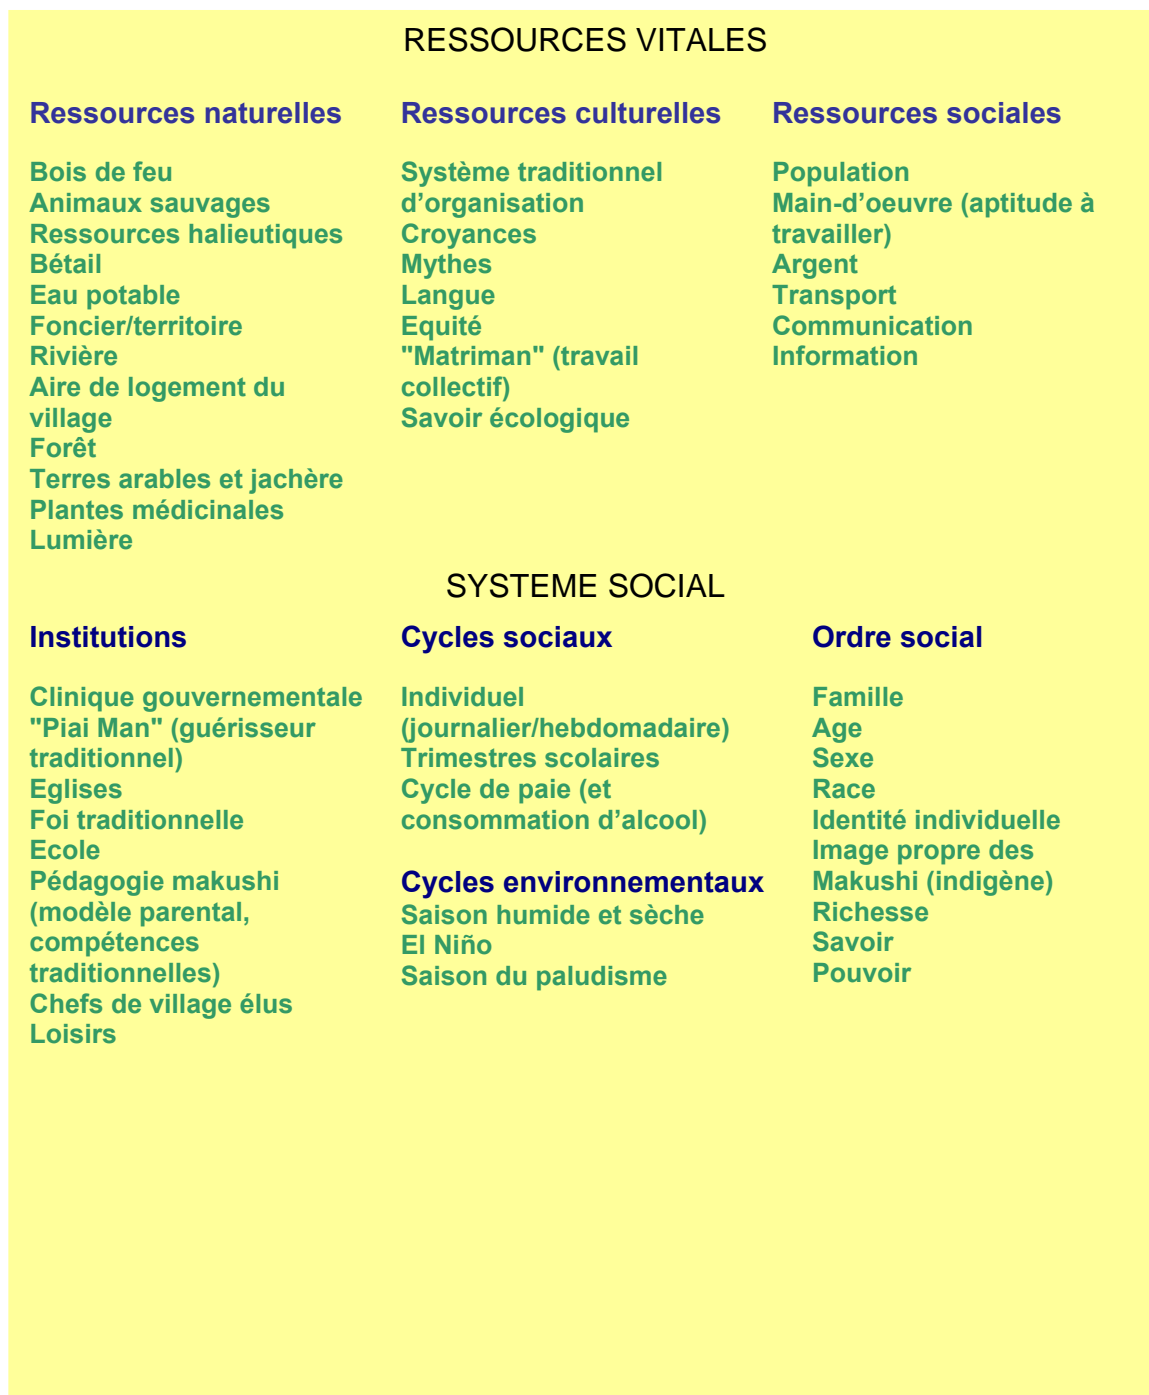 RESSOURCES VITALES
Ressources naturelles
Bois de feu
Animaux sauvages
Ressources halieutiques
Bétail
Eau potable
Foncier/territoire
Rivière
Aire de logement du
village
Forêt
Terres arables et jachère
Plantes médicinales
Lumière
Ressources culturelles
Système traditionnel
d’organisation
Croyances
Mythes
Langue
Equité
"Matriman" (travail
collectif)
Savoir écologique
Ressources sociales
Population
Main-d’oeuvre (aptitude à
travailler)
Argent
Transport
Communication
Information
SYSTEME SOCIAL
Institutions
Clinique gouvernementale
"Piai Man" (guérisseur
traditionnel)
Eglises
Foi traditionnelle
Ecole
Pédagogie makushi
(modèle parental,
compétences
traditionnelles)
Chefs de village élus
Loisirs
Cycles sociaux
Individuel
(journalier/hebdomadaire)
Trimestres scolaires
Cycle de paie (et
consommation d’alcool)
Cycles environnementaux
Saison humide et sèche
El Niño
Saison du paludisme
Ordre social
Famille
Age
Sexe
Race
Identité individuelle
Image propre des
Makushi (indigène)
Richesse
Savoir
Pouvoir